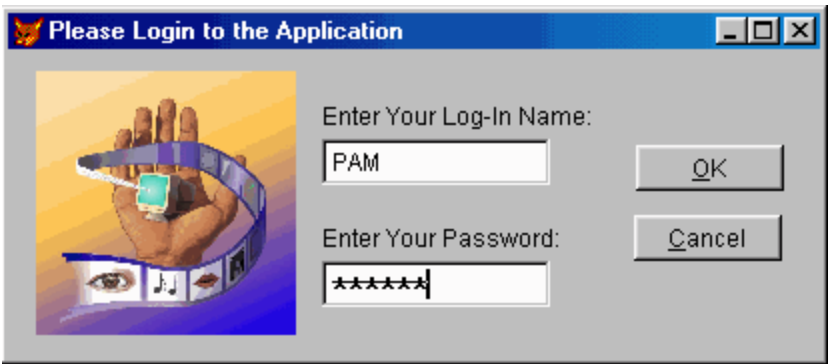 Please Login to the Application
Enter Your Log-In Name:
PAM
OK
Enter Your Password:
Cancel
******